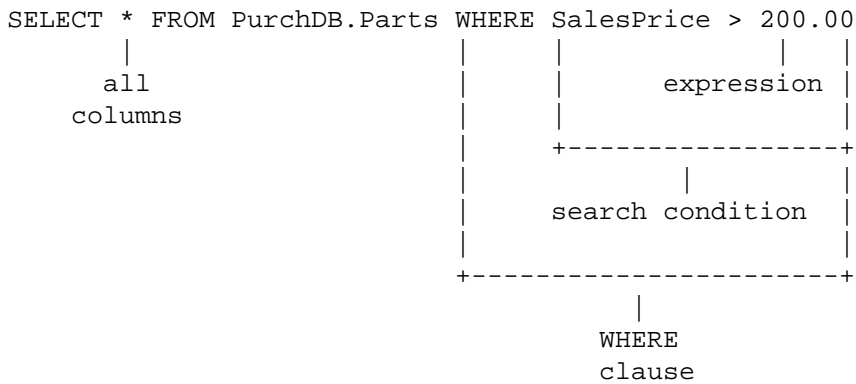 SELECT * FROM PurchDB.Parts WHERE SalesPrice > 200.00
all
expression
columns
search condition
WHERE
clause